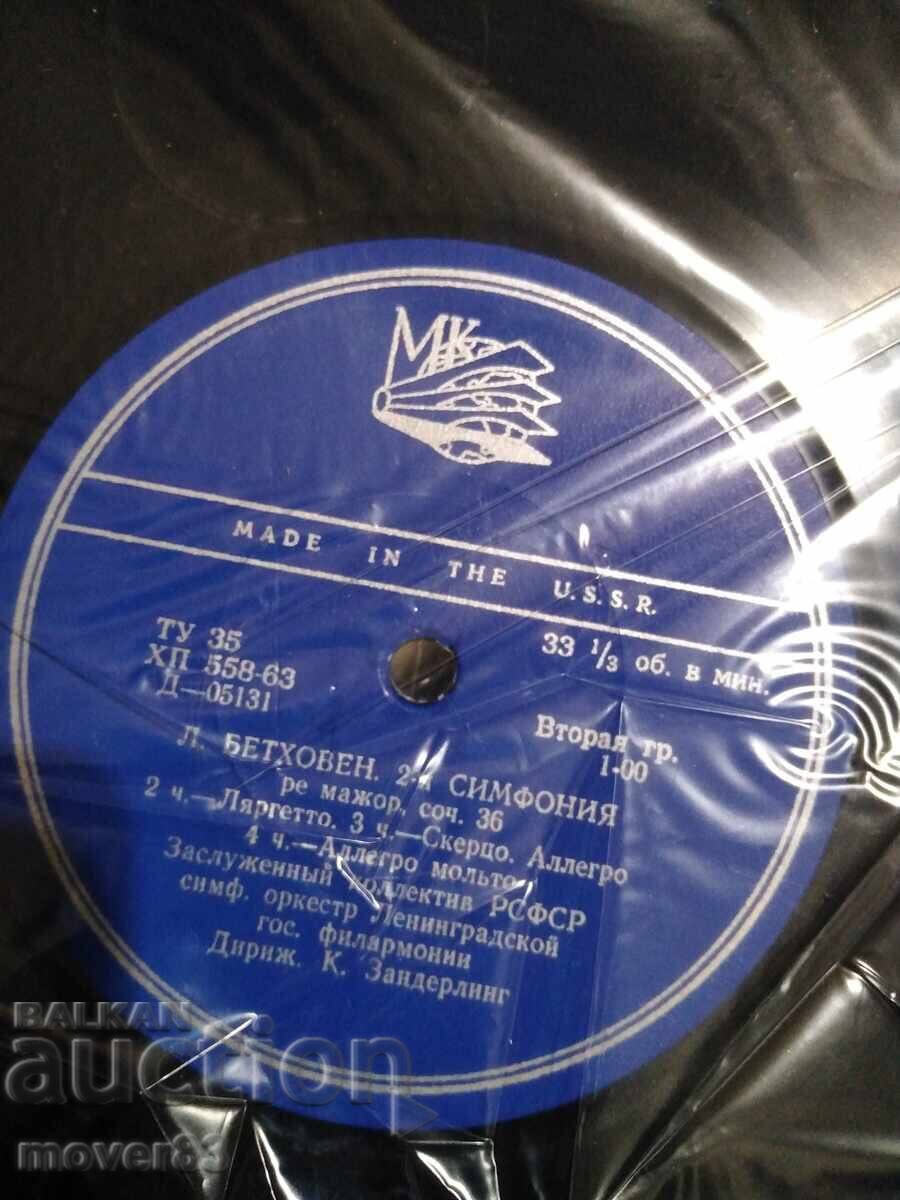 МК
MADE IN THE U.S.S.R.
ТУ 35
ХП 558-63
Д—05131
33 1/3 об. в мин.
Вторая гр.
1-00
Л. БЕТХОВЕН. 2-я СИМФОНИЯ
ре мажор, соч. 36
2 ч.—Ляргетто. 3 ч.—Скерцо. Аллегро
4 ч.—Аллегро мольто
Заслуженный коллектив РСФСР
симф. оркестр Ленинградской
гос. филармонии
Дириж. К. Зандерлинг
BALKAN
auction
mover83